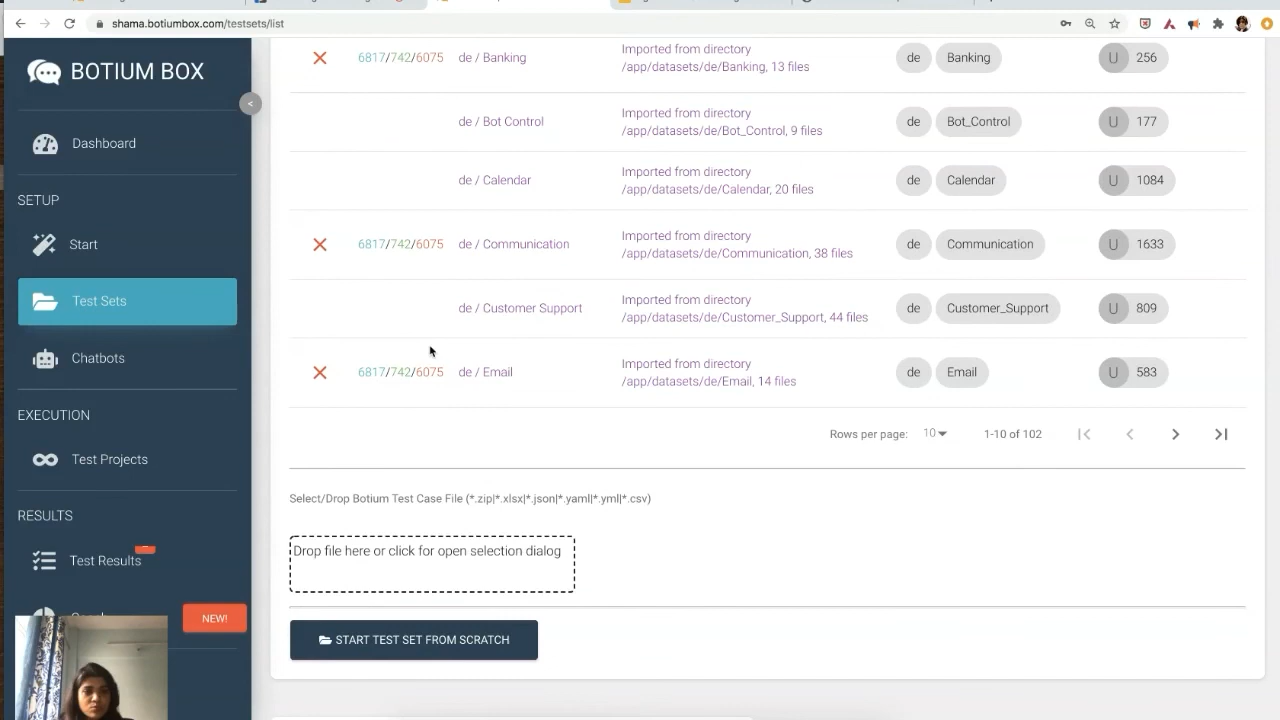 shama.botiumbox.com/testsets/list
BOTIUM BOX
<
Dashboard
SETUP
Start
Test Sets
Chatbots
EXECUTION
Test Projects
RESULTS
Test Results
NEW!
6817/742/6075 de / Banking Imported from directory /app/datasets/de/Banking, 13 files de Banking U 256
de / Bot Control Imported from directory /app/datasets/de/Bot_Control, 9 files de Bot_Control U 177
de / Calendar Imported from directory /app/datasets/de/Calendar, 20 files de Calendar U 1084
6817/742/6075 de / Communication Imported from directory /app/datasets/de/Communication, 38 files de Communication U 1633
de / Customer Support Imported from directory /app/datasets/de/Customer_Support, 44 files de Customer_Support U 809
6817/742/6075 de / Email Imported from directory /app/datasets/de/Email, 14 files de Email U 583
Rows per page: 10 1-10 of 102
Select/Drop Botium Test Case File (*.zip|*.xlsx|*.json|*.yaml|*.yml|*.csv)
Drop file here or click for open selection dialog
START TEST SET FROM SCRATCH